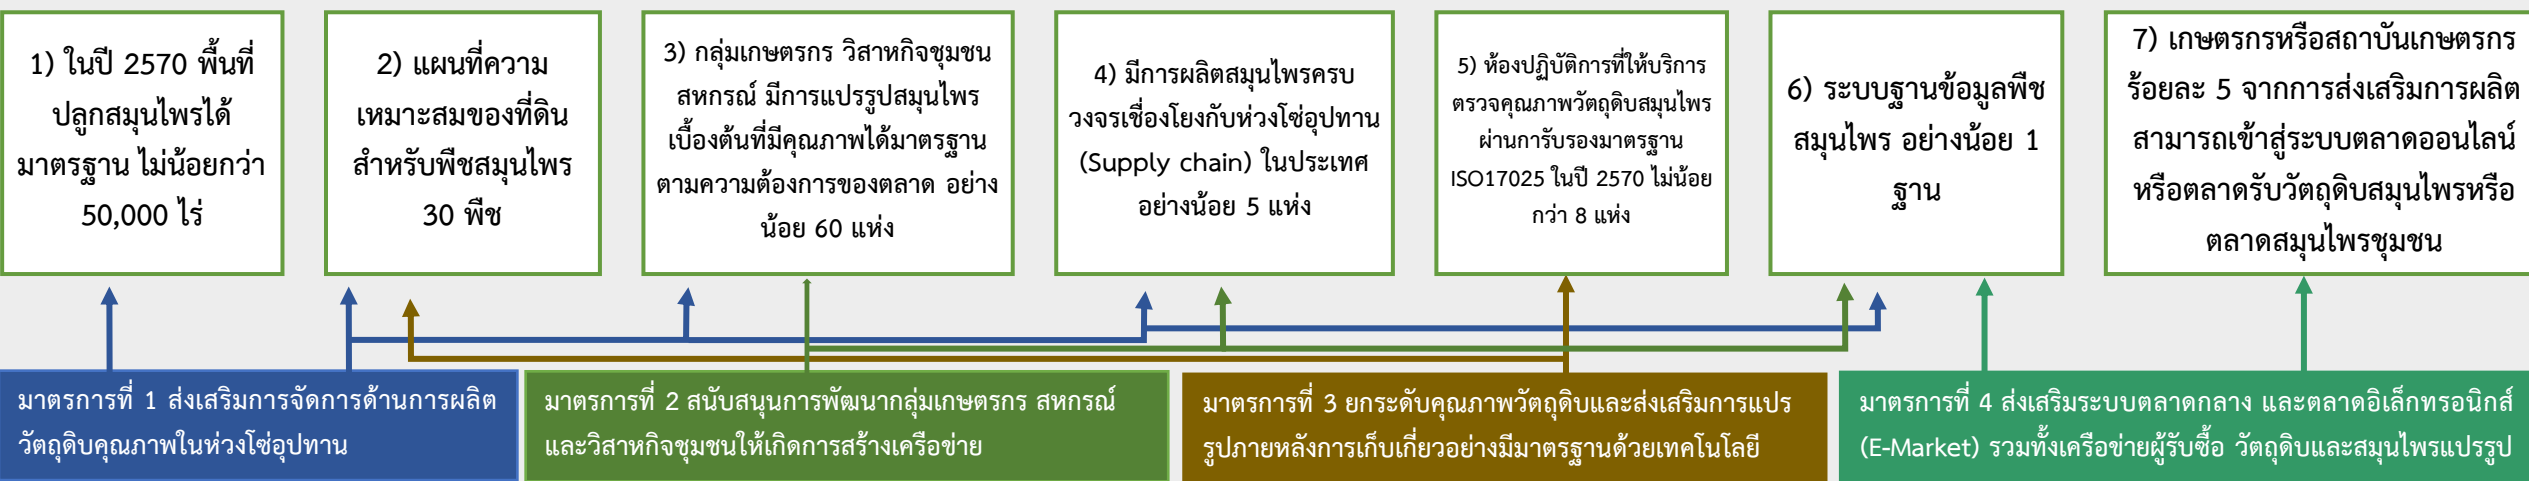 1) ในปี 2570 พื้นที่
ปลูกสมุนไพรได้
มาตรฐาน ไม่น้อยกว่า
50,000 ไร่
2) แผนที่ความ
เหมาะสมของที่ดิน
สำหรับพืชสมุนไพร
30 พืช
3) กลุ่มเกษตรกร วิสาหกิจชุมชน
สหกรณ์ มีการแปรรูปสมุนไพร
เบื้องต้นที่มีคุณภาพได้มาตรฐาน
ตามความต้องการของตลาด อย่าง
น้อย 60 แห่ง
4) มีการผลิตสมุนไพรครบ
วงจรเชื่องโยงกับห่วงโซ่อุปทาน
(Supply chain) ในประเทศ
อย่างน้อย 5 แห่ง
5) ห้องปฏิบัติการที่ให้บริการ
ตรวจคุณภาพวัตถุดิบสมุนไพร
ผ่านการับรองมาตรฐาน
ISO17025 ในปี 2570 ไม่น้อย
กว่า 8 แห่ง
6) ระบบฐานข้อมูลพืช
สมุนไพร อย่างน้อย 1
ฐาน
7) เกษตรกรหรือสถาบันเกษตรกร
ร้อยละ 5 จากการส่งเสริมการผลิต
สามารถเข้าสู่ระบบตลาดออนไลน์
หรือตลาดรับวัตถุดิบสมุนไพรหรือ
ตลาดสมุนไพรชุมชน
มาตรการที่ 1 ส่งเสริมการจัดการด้านการผลิต
วัตถุดิบคุณภาพในห่วงโซ่อุปทาน
มาตรการที่ 2 สนับสนุนการพัฒนากลุ่มเกษตรกร สหกรณ์
และวิสาหกิจชุมชนให้เกิดการสร้างเครือข่าย
มาตรการที่ 3 ยกระดับคุณภาพวัตถุดิบและส่งเสริมการแปร
รูปภายหลังการเก็บเกี่ยวอย่างมีมาตรฐานด้วยเทคโนโลยี
มาตรการที่ 4 ส่งเสริมระบบตลาดกลาง และตลาดอิเล็กทรอนิกส์
(E-Market) รวมทั้งเครือข่ายผู้รับซื้อ วัตถุดิบและสมุนไพรแปรรูป